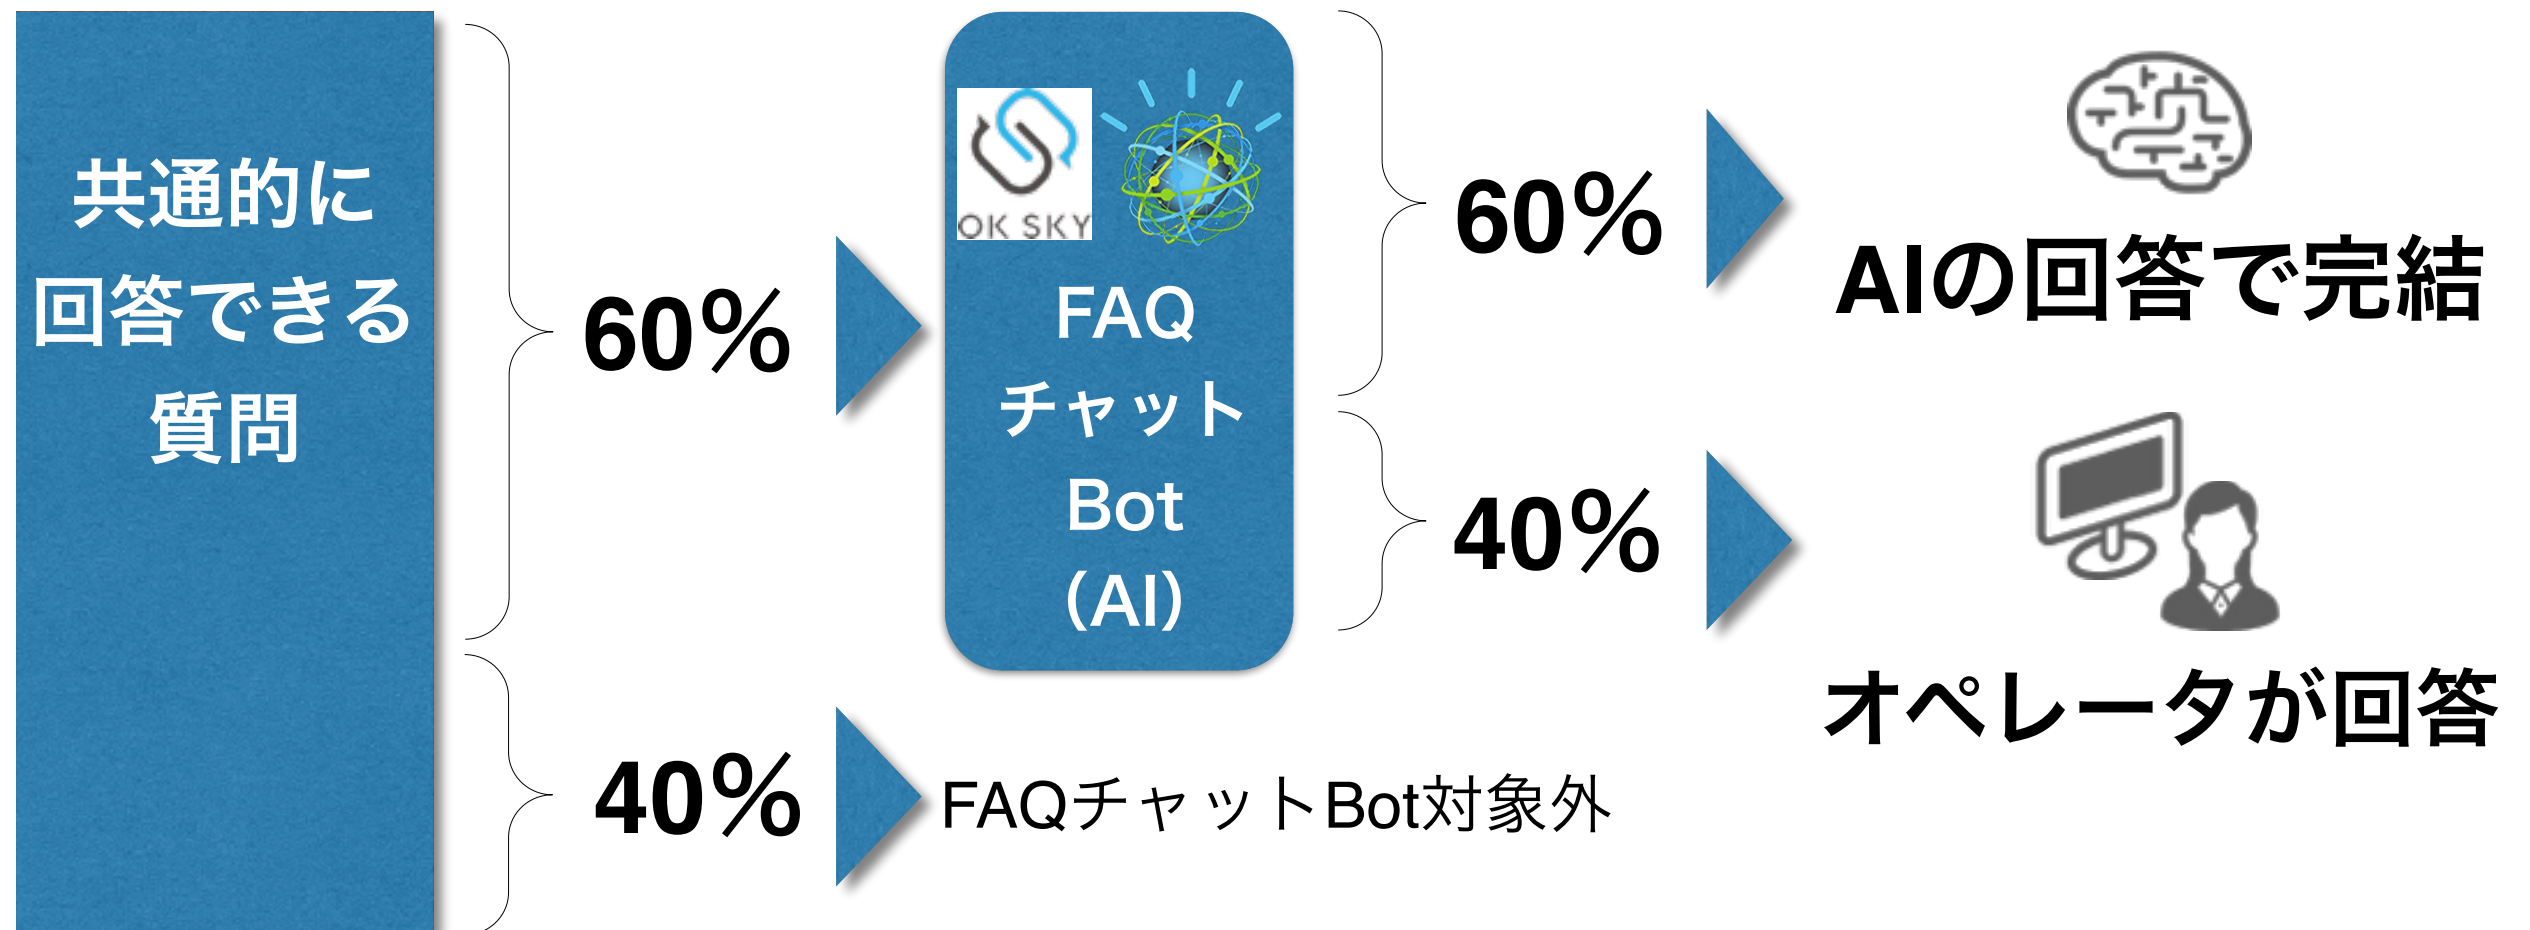 共通的に
回答できる
質問
60%
40%
OK SKY
FAQ
チャット
Bot
(AI)
FAQチャットBot対象外
60%
40%
AIの回答で完結
オペレータが回答